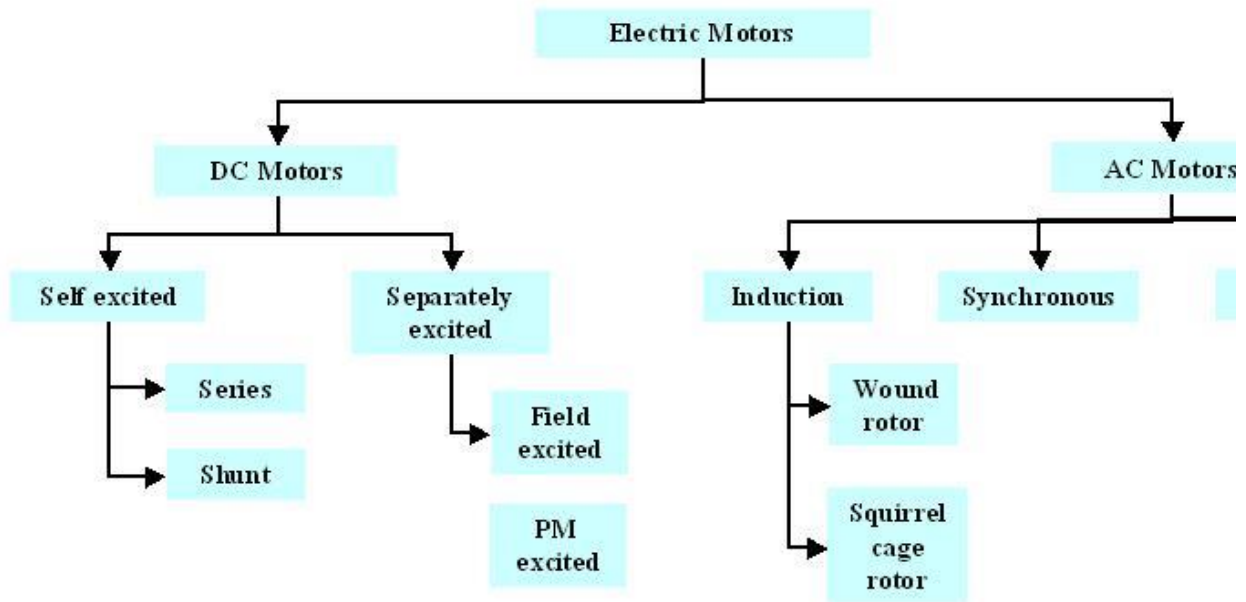 Electric Motors
DC Motors
AC Motors
Self excited
Separately
excited
Induction
Synchronous
Series
Shunt
Field
excited
PM
excited
Wound
rotor
Squirrel
cage
rotor